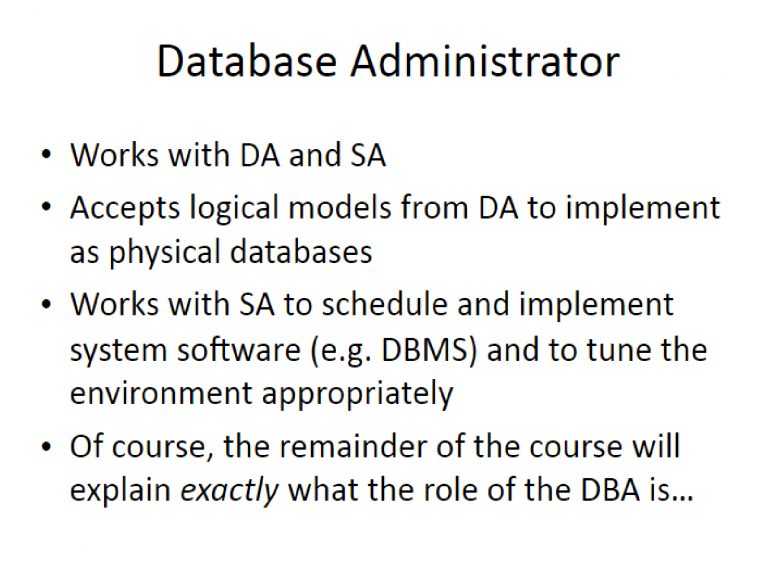 Database Administrator
• Works with DA and SA
• Accepts logical models from DA to implement
as physical databases
• Works with SA to schedule and implement
system software (e.g. DBMS) and to tune the
environment appropriately
• Of course, the remainder of the course will
explain exactly what the role of the DBA is…